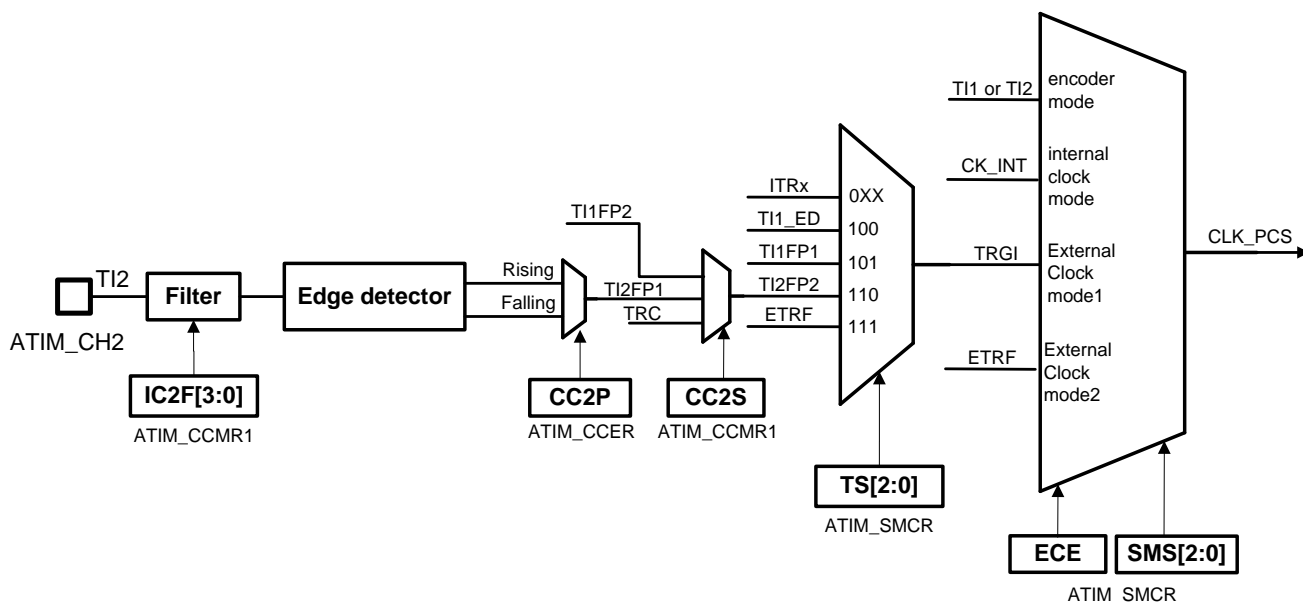 TI2
ATIM_CH2
Filter
IC2F[3:0]
ATIM_CCMR1
Edge detector
Rising
Falling
CC2P
ATIM_CCER
TI1FP2
TI2FP1
TRC
CC2S
ATIM_CCMR1
ITRx
TI1_ED
TI1FP1
TI2FP2
ETRF
0XX
100
101
110
111
TS[2:0]
ATIM_SMCR
TI1 or TI2
encoder
mode
CK_INT
internal
clock
mode
TRGI
External
Clock
mode1
ETRF
External
Clock
mode2
CLK_PCS
ECE
SMS[2:0]
ATIM_SMCR